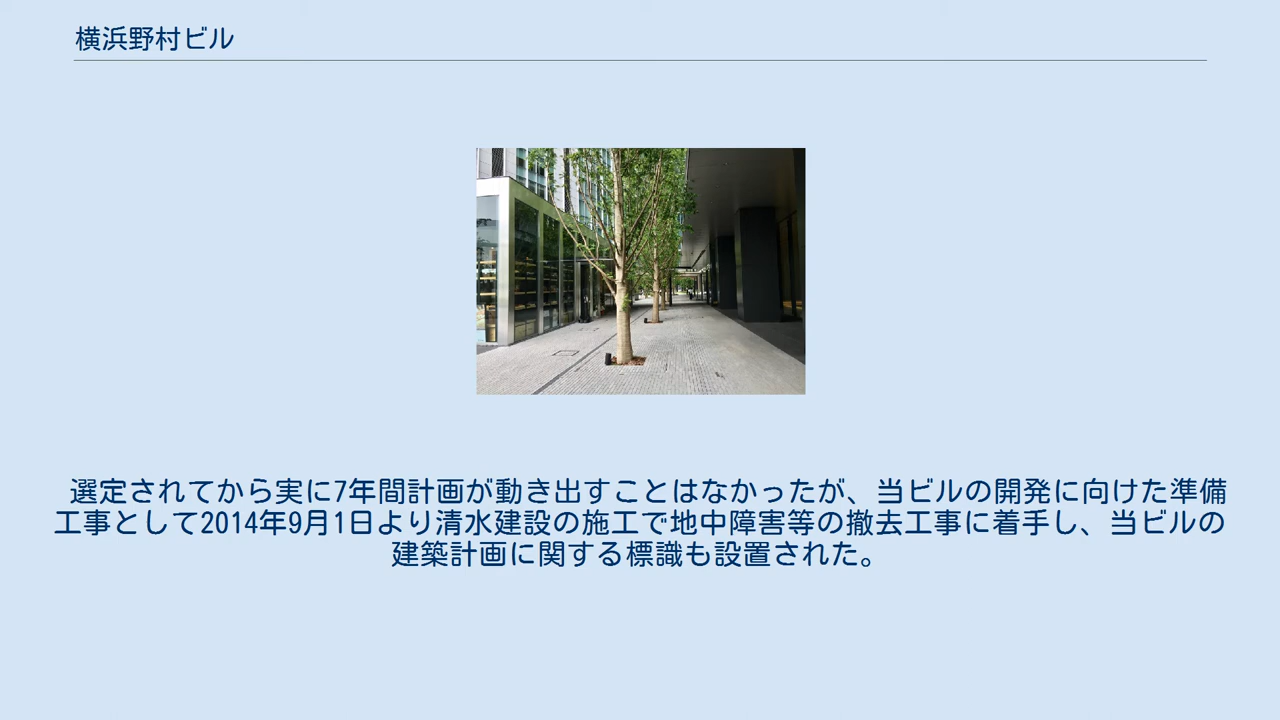 横浜野村ビル
選定されてから実に7年間計画が動き出すことはなかったが、当ビルの開発に向けた準備
工事として2014年9月1日より清水建設の施工で地中障害等の撤去工事に着手し、当ビルの
建築計画に関する標識も設置された。